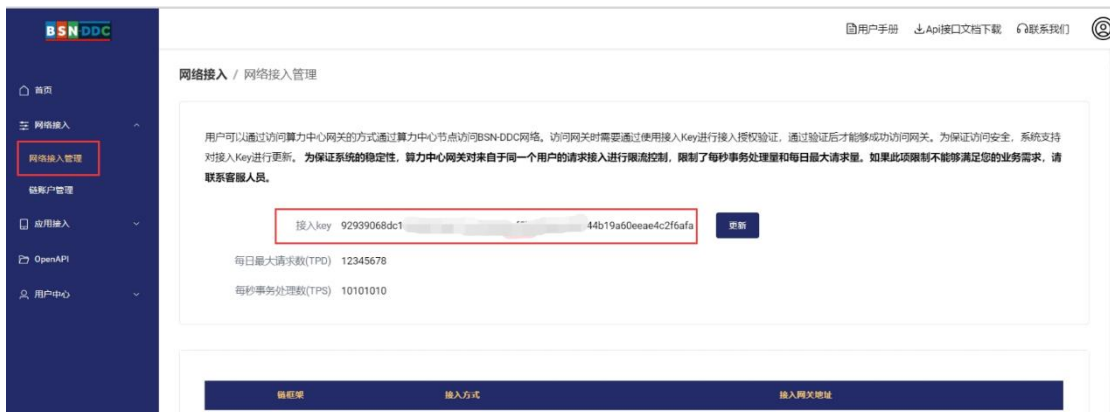 BSN DDC
用户手册 Api接口文档下载 联系我们
网络接入 / 网络接入管理
首页
网络接入
网络接入管理
链账户管理
应用接入
OpenAPI
用户中心
用户可以通过访问算力中心网关的方式通过算力中心节点访问BSN-DDC网络。访问网关时需要通过使用接入Key进行接入授权验证，通过验证后才能够成功访问网关。为保证访问安全，系统支持
对接入Key进行更新。为保证系统的稳定性，算力中心网关对来自于同一个用户的请求接入进行限流控制，限制了每秒事务处理量和每日最大请求量。如果此项限制不能够满足您的业务需求，请
联系客服人员。
接入key 92939068dc1 44b19a60eeae4c2f6afa 更新
每日最大请求数(TPD) 12345678
每秒事务处理数(TPS) 10101010
链框架 接入方式 接入网关地址